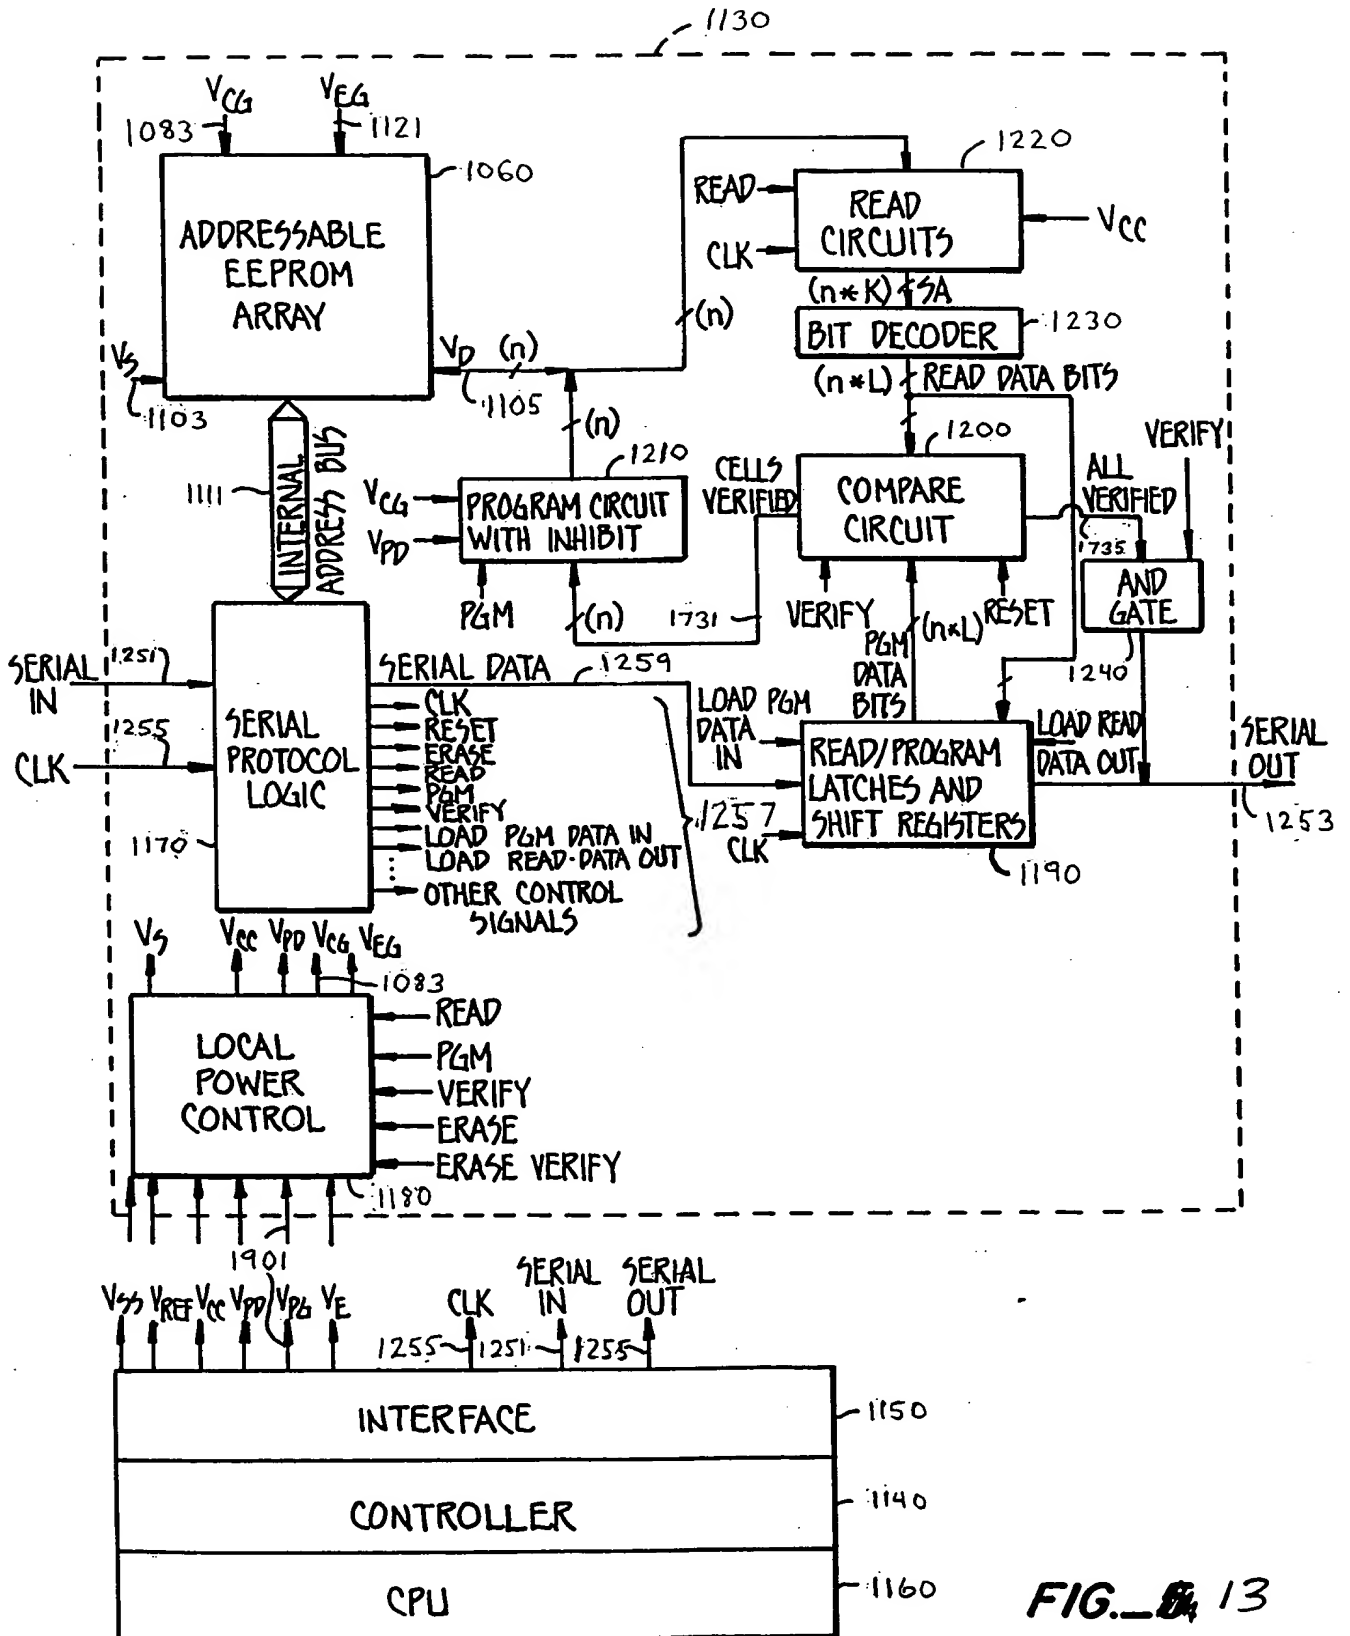 1130
VCG
VEG
1083
1121
1060
ADDRESSABLE
EEPROM
ARRAY
VS
1103
VD
(n)
1105
(n)
(n)
READ
CLK
1220
READ
CIRCUITS
VCC
(n*K)
SA
BIT DECODER
1230
(n*L)
READ DATA BITS
1111
INTERNAL
ADDRESS BUS
1210
VCG
VPD
PROGRAM CIRCUIT
WITH INHIBIT
PGM
(n)
CELLS
VERIFIED
1731
1200
COMPARE
CIRCUIT
VERIFY
RESET
ALL
VERIFIED
VERIFY
1735
AND
GATE
1240
(n*L)
PGM
DATA
BITS
SERIAL
IN
1251
CLK
1255
SERIAL
PROTOCOL
LOGIC
1170
SERIAL DATA
1259
CLK
RESET
ERASE
READ
PGM
VERIFY
LOAD PGM DATA IN
LOAD READ-DATA OUT
OTHER CONTROL
SIGNALS
1257
LOAD PGM
DATA
IN
CLK
READ/PROGRAM
LATCHES AND
SHIFT REGISTERS
1190
LOAD READ
DATA OUT
SERIAL
OUT
1253
VS
VCC
VPD
VCG
VEG
1083
LOCAL
POWER
CONTROL
READ
PGM
VERIFY
ERASE
ERASE VERIFY
1180
1901
VSS
VREF
VCC
VPD
VPG
VE
CLK
SERIAL
IN
SERIAL
OUT
1255
1251
1255
INTERFACE
1150
CONTROLLER
1140
CPU
1160
FIG._ 13